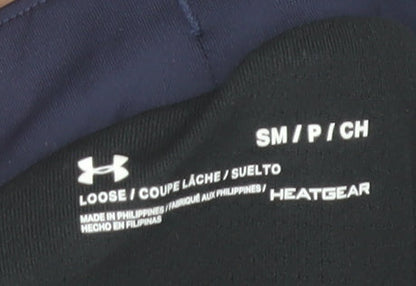 SM / P / CH
LOOSE / COUPE LÂCHE / SUELTO
HEATGEAR
MADE IN PHILIPPINES / FABRIQUÉ AUX PHILIPPINES /
HECHO EN FILIPINAS